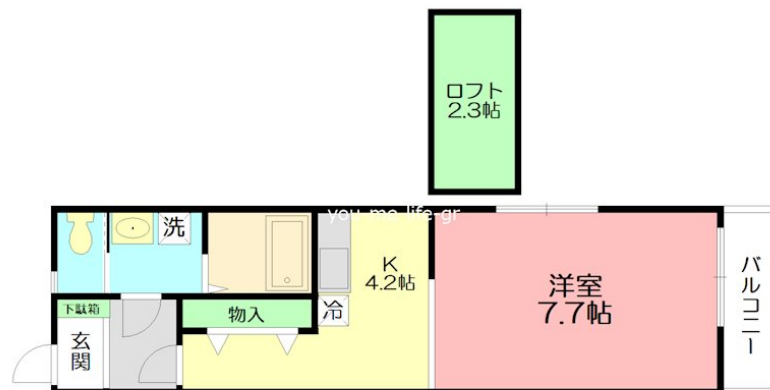 ロフト
2.3帖
you-me-life-gr
洗
K
4.2帖
洋室
7.7帖
バルコニー
下駄箱
物入
冷
玄関